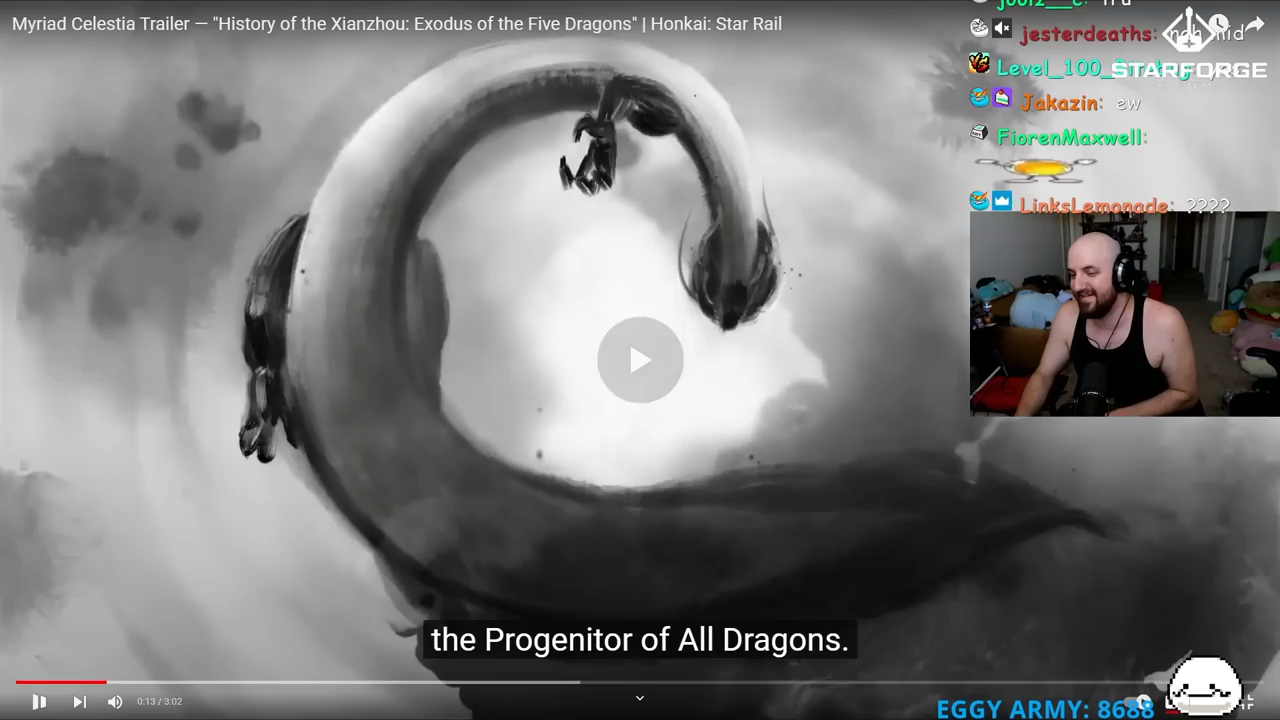 Myriad Celestia Trailer — "History of the Xianzhou: Exodus of the Five Dragons" | Honkai: Star Rail
jesterdeaths:
STARFORGE
Jakazin: ew
FiorenMaxwell:
LinksLemonade: ????
the Progenitor of All Dragons.
0:13 / 3:02
EGGY ARMY: 8688